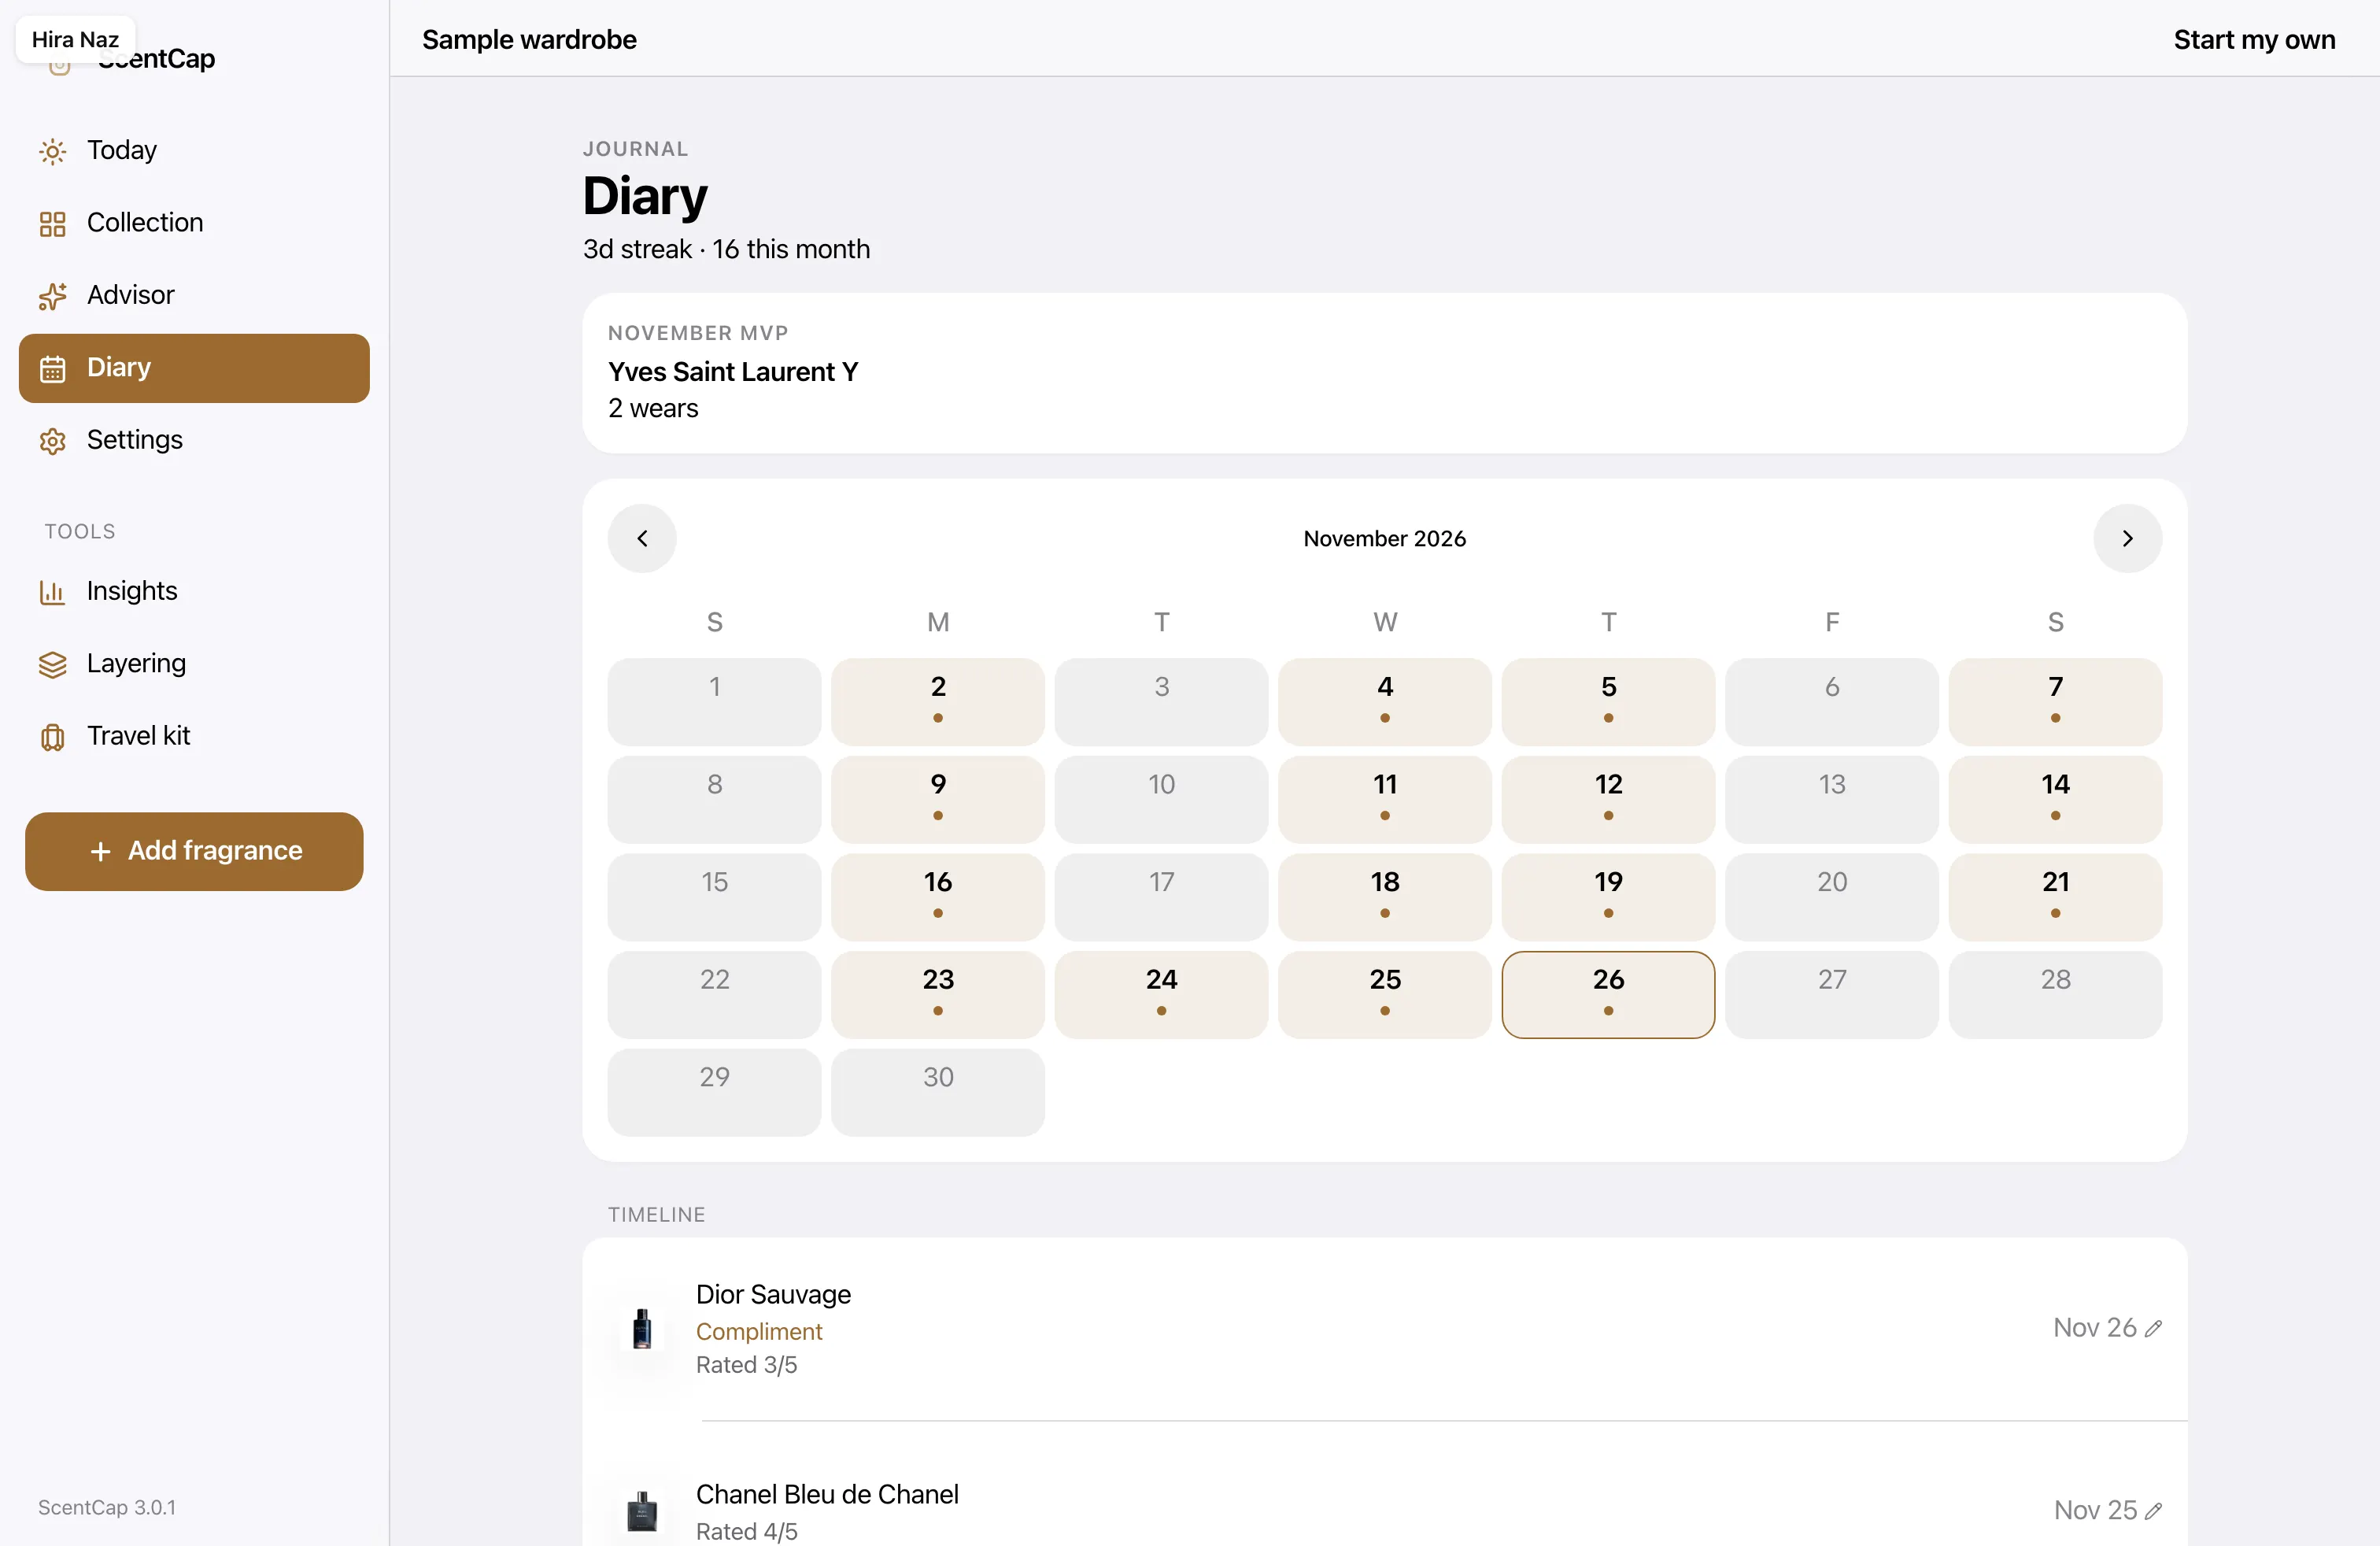 Hira Naz
ScentCap
Today
Collection
Advisor
Diary
Settings
TOOLS
Insights
Layering
Travel kit
+ Add fragrance
ScentCap 3.0.1
Sample wardrobe
Start my own
JOURNAL
Diary
3d streak · 16 this month
NOVEMBER MVP
Yves Saint Laurent Y
2 wears
November 2026
S M T W T F S
1 2 3 4 5 6 7
8 9 10 11 12 13 14
15 16 17 18 19 20 21
22 23 24 25 26 27 28
29 30
TIMELINE
Dior Sauvage
Compliment
Rated 3/5
Nov 26
Chanel Bleu de Chanel
Rated 4/5
Nov 25